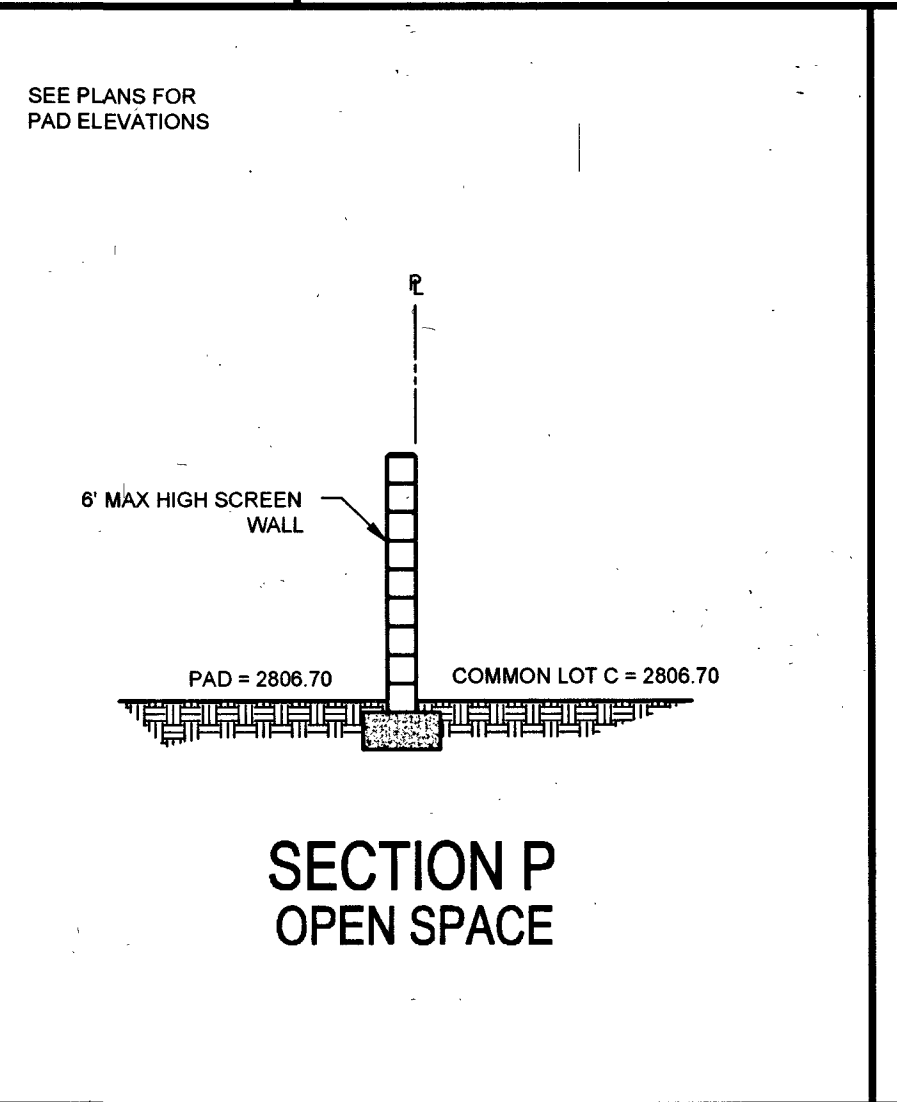 SEE PLANS FOR
PAD ELEVATIONS
PL
6' MAX HIGH SCREEN
WALL
PAD = 2806.70
COMMON LOT C = 2806.70
SECTION P
OPEN SPACE